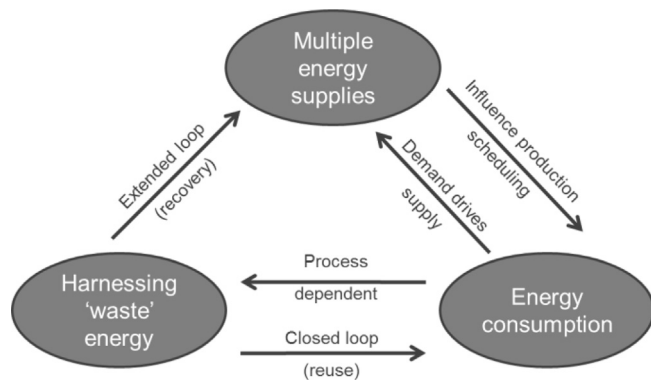 Multiple
energy
supplies
Extended loop
(recovery)
Influence production
scheduling
Demand drives
supply
Harnessing
‘waste’
energy
Process
dependent
Closed loop
(reuse)
Energy
consumption